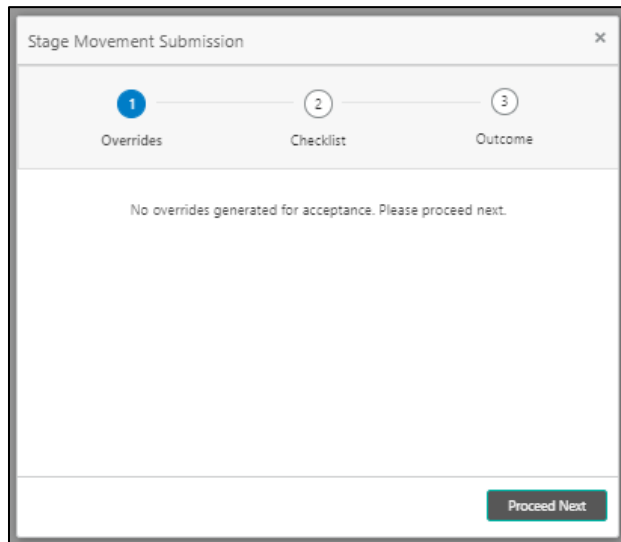 Stage Movement Submission ×
1 2 3
Overrides Checklist Outcome
No overrides generated for acceptance. Please proceed next.
Proceed Next